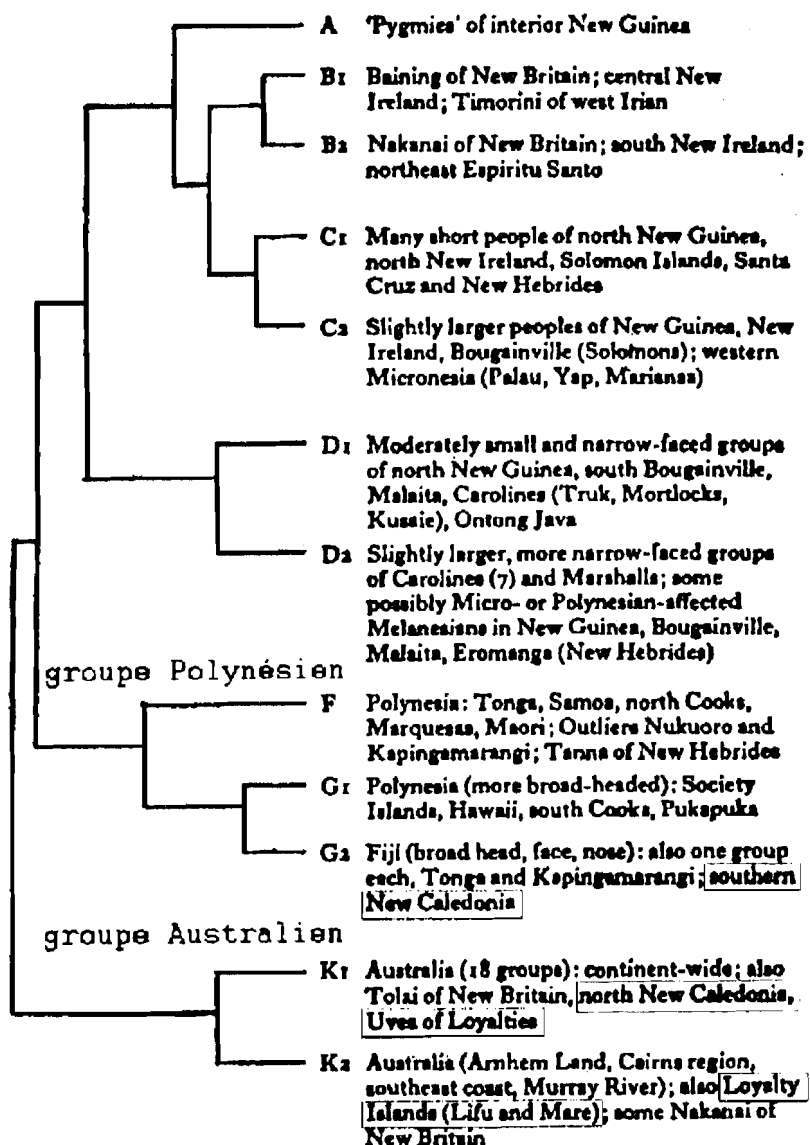 A 'Pygmies' of interior New Guinea
B1 Baining of New Britain; central New
Ireland; Timorini of west Irian
B2 Nakanai of New Britain; south New Ireland;
northeast Espiritu Santo
C1 Many short people of north New Guinea,
north New Ireland, Solomon Islands, Santa
Cruz and New Hebrides
C2 Slightly larger peoples of New Guinea, New
Ireland, Bougainville (Solomons); western
Micronesia (Palau, Yap, Marianas)
D1 Moderately small and narrow-faced groups
of north New Guinea, south Bougainville,
Malaita, Carolines (Truk, Mortlocks,
Kusaie), Ontong Java
D2 Slightly larger, more narrow-faced groups
of Carolines (7) and Marshalls; some
possibly Micro- or Polynesian-affected
Melanesians in New Guinea, Bougainville,
Malaita, Eromanga (New Hebrides)
groupe Polynésien
F Polynesia: Tonga, Samoa, north Cooks,
Marquesas, Maori; Outliers Nukuoro and
Kapingamarangi; Tanna of New Hebrides
G1 Polynesia (more broad-headed): Society
Islands, Hawaii, south Cooks, Pukapuka
G2 Fiji (broad head, face, nose): also one group
each, Tonga and Kapingamarangi; southern
New Caledonia
groupe Australien
K1 Australia (18 groups): continent-wide; also
Tolai of New Britain, north New Caledonia,
Uvea of Loyalties
K2 Australia (Arnhem Land, Cairns region,
southeast coast, Murray River); also Loyalty
Islands (Lifu and Mare); some Nakanai of
New Britain